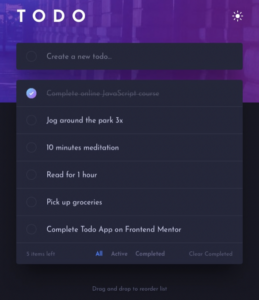 TODO
Create a new todo...
Complete online JavaScript course
Jog around the park 3x
10 minutes meditation
Read for 1 hour
Pick up groceries
Complete Todo App on Frontend Mentor
5 items left All Active Completed Clear Completed
Drag and drop to reorder list